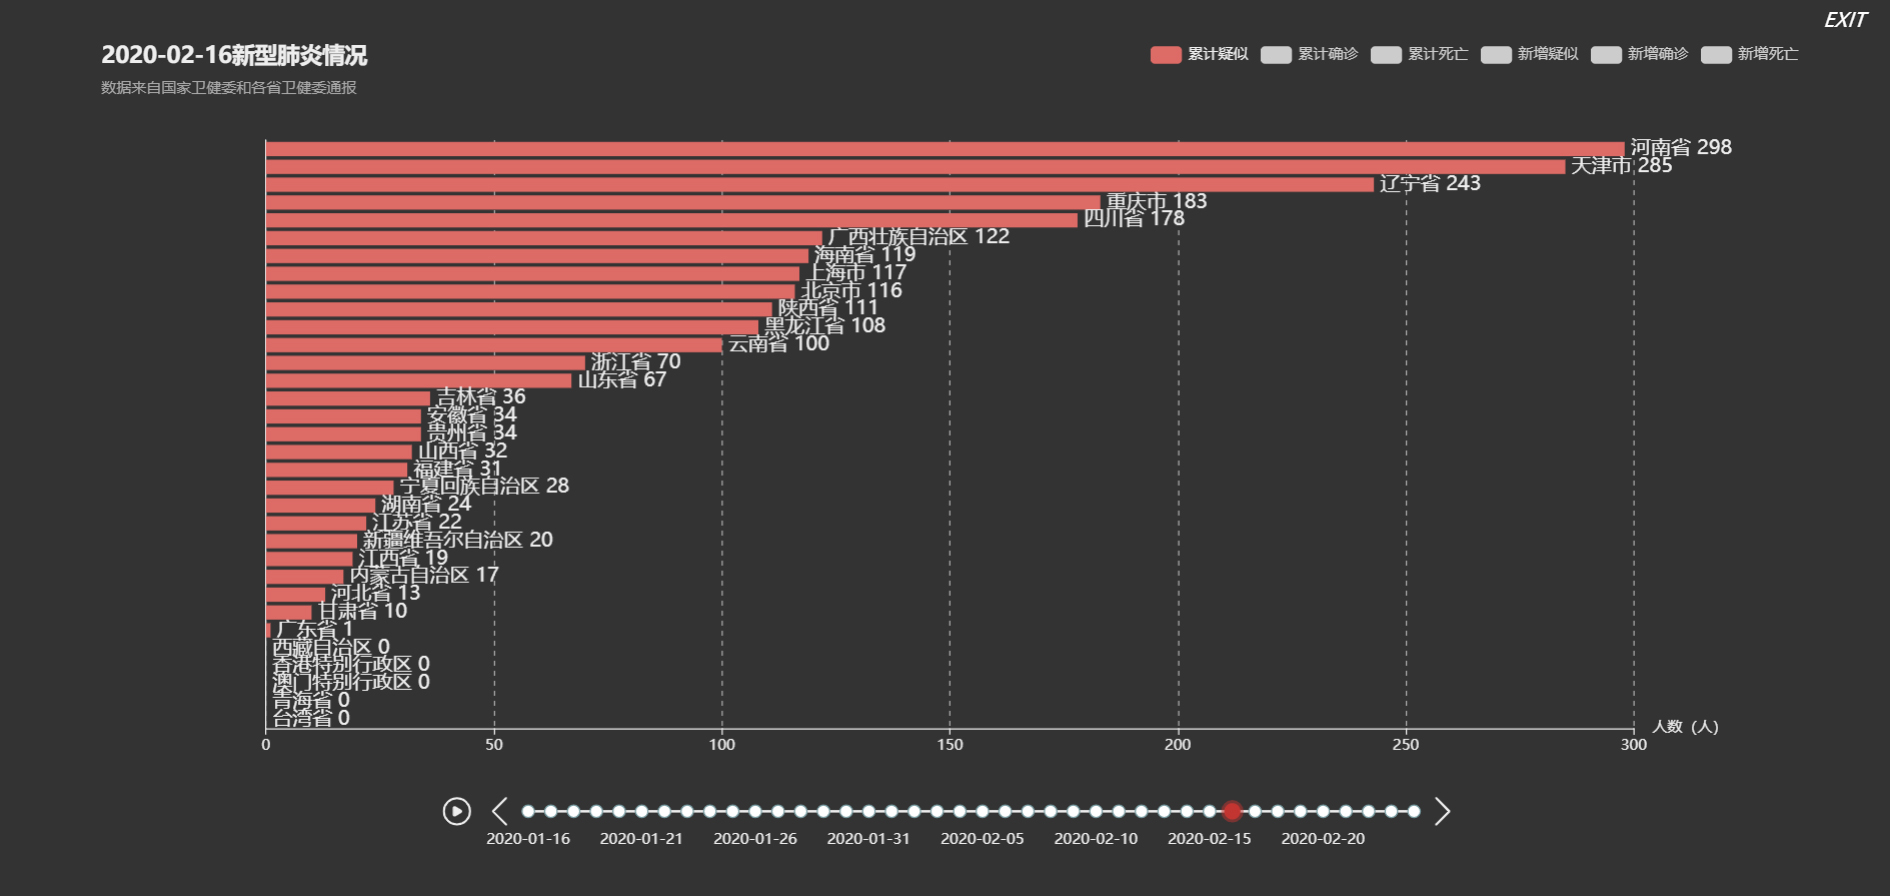 EXIT
2020-02-16新型肺炎情况
累计疑似 累计确诊 累计死亡 新增疑似 新增确诊 新增死亡
数据来自国家卫健委和各省卫健委通报
河南省 298
天津市 285
辽宁省 243
重庆市 183
四川省 178
广西壮族自治区 122
海南省 119
上海市 117
北京市 116
陕西省 111
黑龙江省 108
云南省 100
浙江省 70
山东省 67
吉林省 36
安徽省 34
贵州省 34
山西省 32
福建省 31
宁夏回族自治区 28
湖南省 24
江苏省 22
新疆维吾尔自治区 20
江西省 19
内蒙古自治区 17
河北省 13
甘肃省 10
广东省 1
西藏自治区 0
香港特别行政区 0
澳门特别行政区 0
青海省 0
台湾省 0
人数（人）
0 50 100 150 200 250 300
2020-01-16 2020-01-21 2020-01-26 2020-01-31 2020-02-05 2020-02-10 2020-02-15 2020-02-20